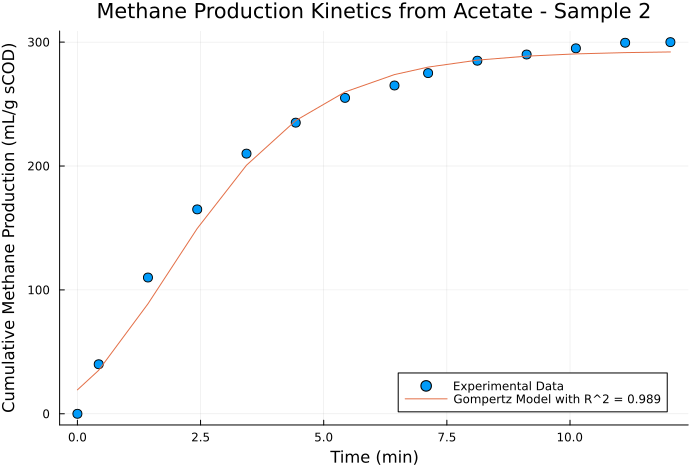 Methane Production Kinetics from Acetate - Sample 2
Cumulative Methane Production (mL/g sCOD)
300
200
100
0
0.0
2.5
5.0
7.5
10.0
Time (min)
Experimental Data
Gompertz Model with R^2 = 0.989